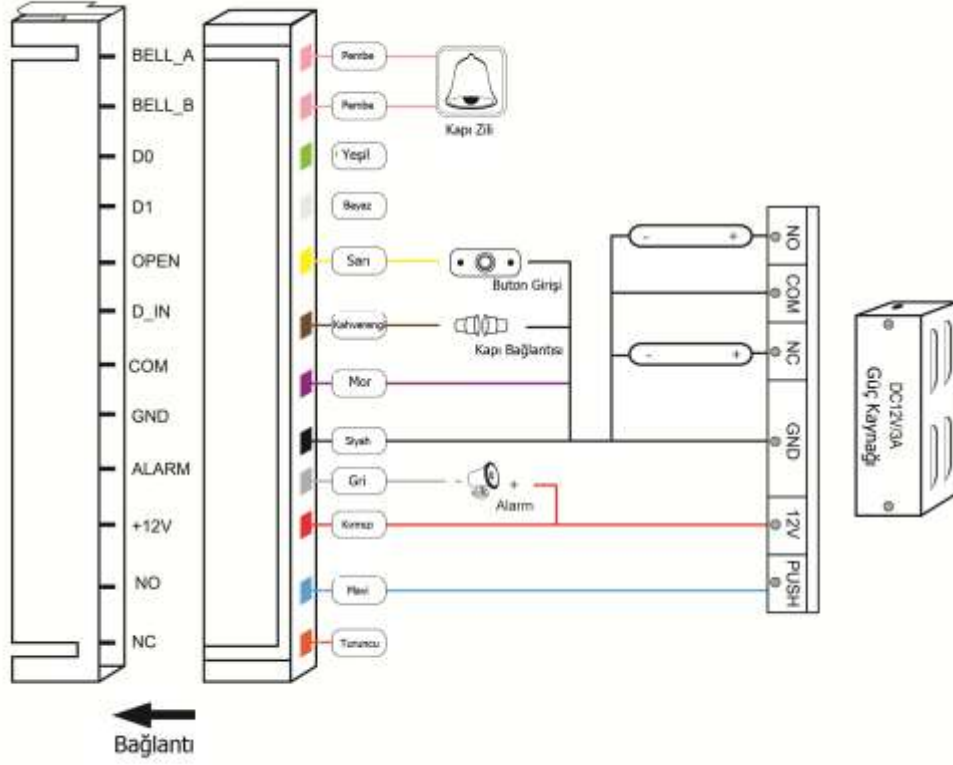 BELL_A
BELL_B
D0
D1
OPEN
D_IN
COM
GND
ALARM
+12V
NO
NC
Bağlantı
Pembe
Pembe
Yeşil
Beyaz
Sarı
Kahverengi
Mor
Siyah
Gri
Kırmızı
Mavi
Turuncu
Kapı Zili
Buton Girişi
Kapı Bağlantısı
- Alarm +
- +
- +
NO
COM
NC
GND
12V
PUSH
DC12V/3A
Güç Kaynağı